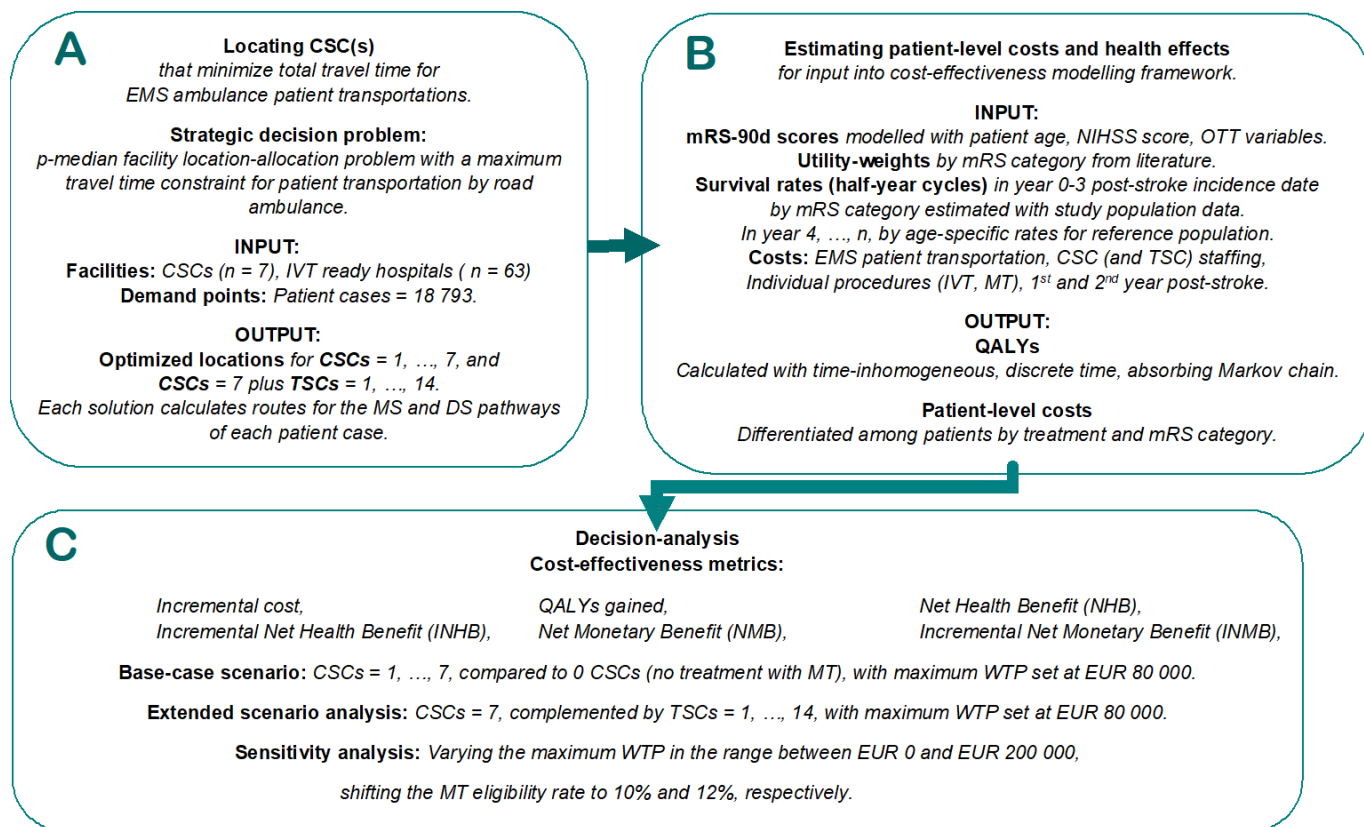 A
Locating CSC(s)
that minimize total travel time for
EMS ambulance patient transportations.
Strategic decision problem:
p-median facility location-allocation problem with a maximum
travel time constraint for patient transportation by road
ambulance.
INPUT:
Facilities: CSCs (n = 7), IVT ready hospitals ( n = 63)
Demand points: Patient cases = 18 793.
OUTPUT:
Optimized locations for CSCs = 1, …, 7, and
CSCs = 7 plus TSCs = 1, …, 14.
Each solution calculates routes for the MS and DS pathways
of each patient case.
B
Estimating patient-level costs and health effects
for input into cost-effectiveness modelling framework.
INPUT:
mRS-90d scores modelled with patient age, NIHSS score, OTT variables.
Utility-weights by mRS category from literature.
Survival rates (half-year cycles) in year 0-3 post-stroke incidence date
by mRS category estimated with study population data.
In year 4, …, n, by age-specific rates for reference population.
Costs: EMS patient transportation, CSC (and TSC) staffing,
Individual procedures (IVT, MT), 1st and 2nd year post-stroke.
OUTPUT:
QALYs
Calculated with time-inhomogeneous, discrete time, absorbing Markov chain.
Patient-level costs
Differentiated among patients by treatment and mRS category.
C
Decision-analysis
Cost-effectiveness metrics:
Incremental cost, QALYs gained, Net Health Benefit (NHB),
Incremental Net Health Benefit (INHB), Net Monetary Benefit (NMB), Incremental Net Monetary Benefit (INMB),
Base-case scenario: CSCs = 1, …, 7, compared to 0 CSCs (no treatment with MT), with maximum WTP set at EUR 80 000.
Extended scenario analysis: CSCs = 7, complemented by TSCs = 1, …, 14, with maximum WTP set at EUR 80 000.
Sensitivity analysis: Varying the maximum WTP in the range between EUR 0 and EUR 200 000,
shifting the MT eligibility rate to 10% and 12%, respectively.